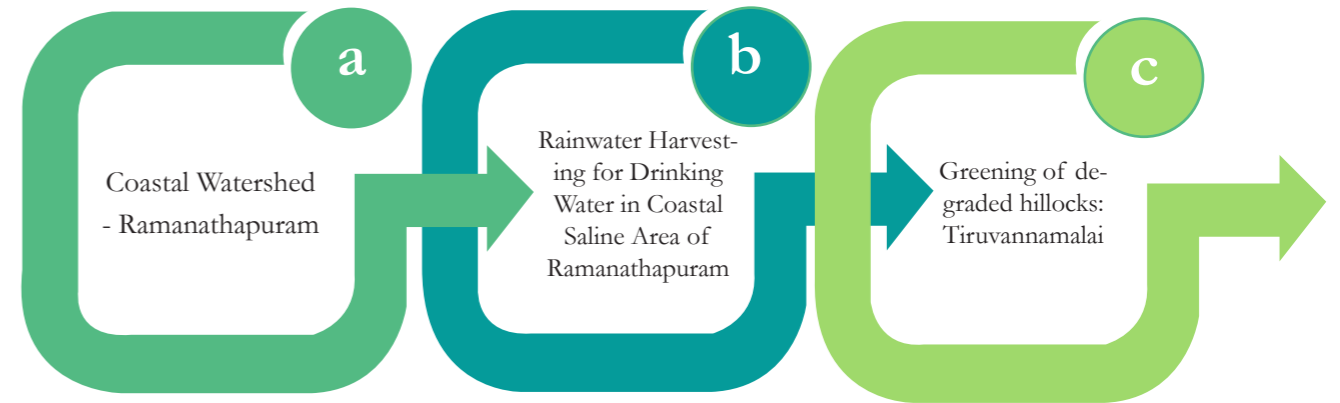 a
Coastal Watershed
- Ramanathapuram
b
Rainwater Harvest-
ing for Drinking
Water in Coastal
Saline Area of
Ramanathapuram
c
Greening of de-
graded hillocks:
Tiruvannamalai